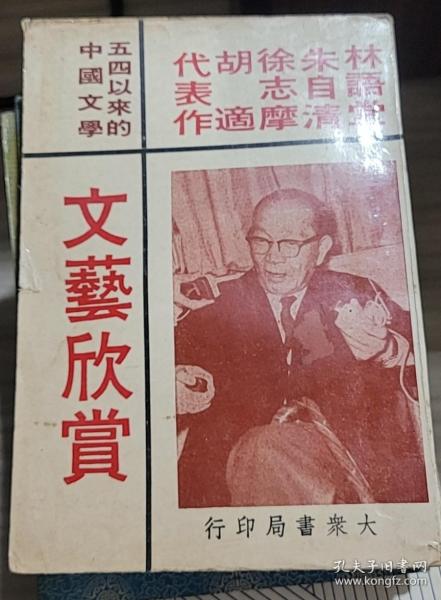 林語堂
朱自清
徐志摩
胡適
代表作
五四以來的
中國文學
文藝欣賞
大衆書局印行
孔夫子旧书网
www.kongfz.com